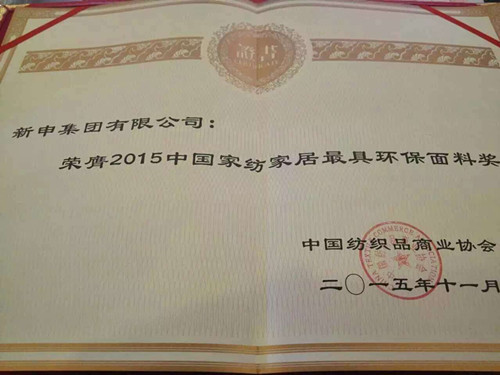 新申集团有限公司：
荣膺2015中国家纺家居最具环保面料奖
中国纺织品商业协会
二〇一五年十一月